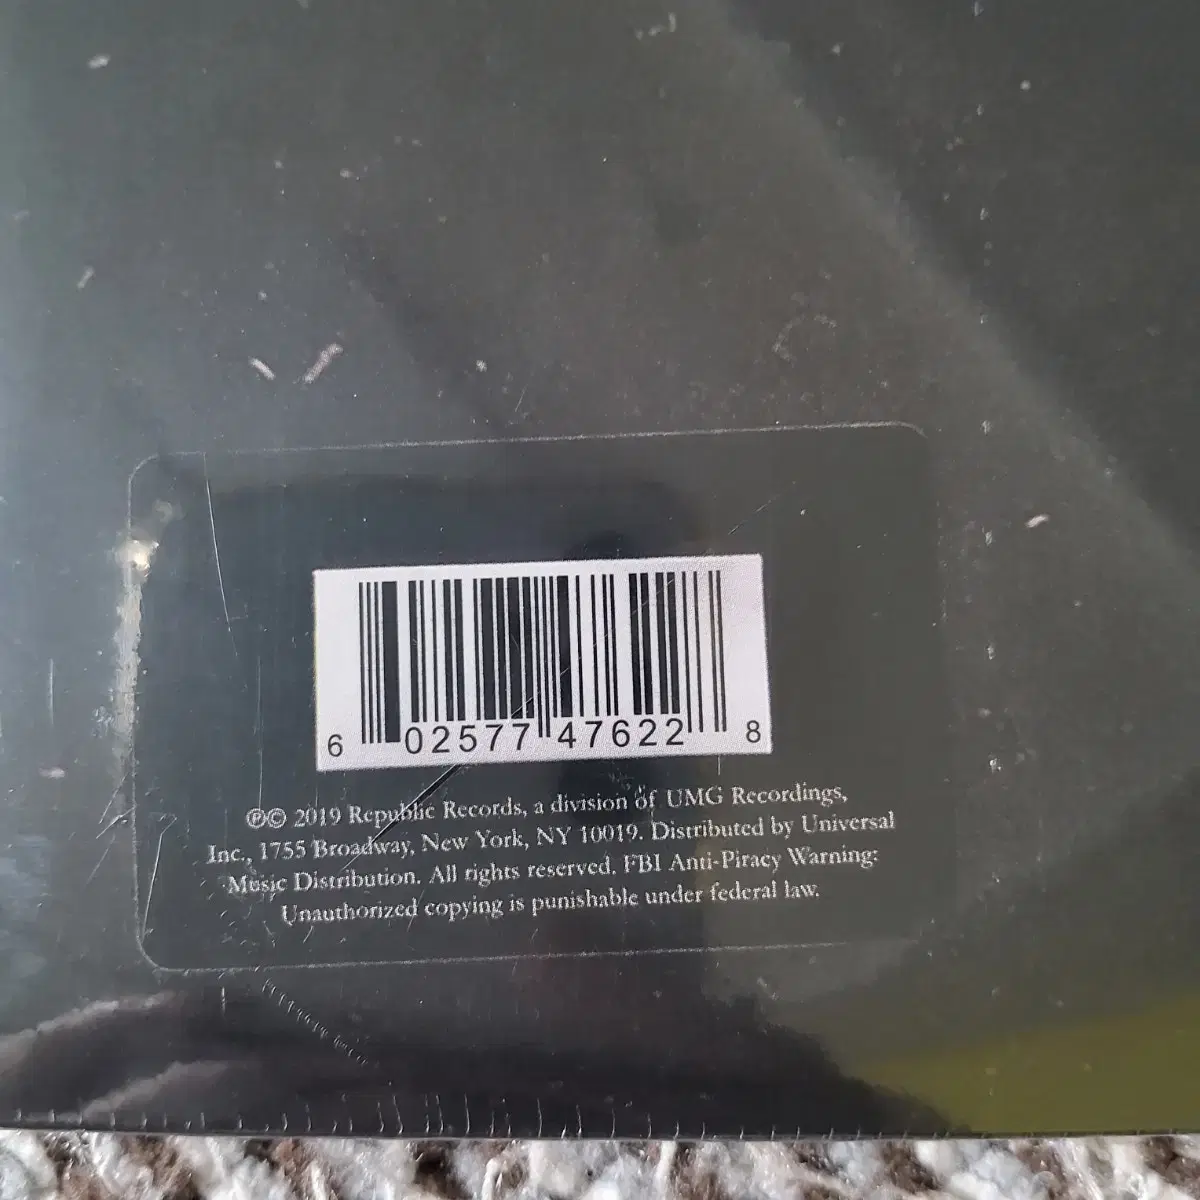 6 02577 47622 8
℗© 2019 Republic Records, a division of UMG Recordings,
Inc., 1755 Broadway, New York, NY 10019. Distributed by Universal
Music Distribution. All rights reserved. FBI Anti-Piracy Warning:
Unauthorized copying is punishable under federal law.